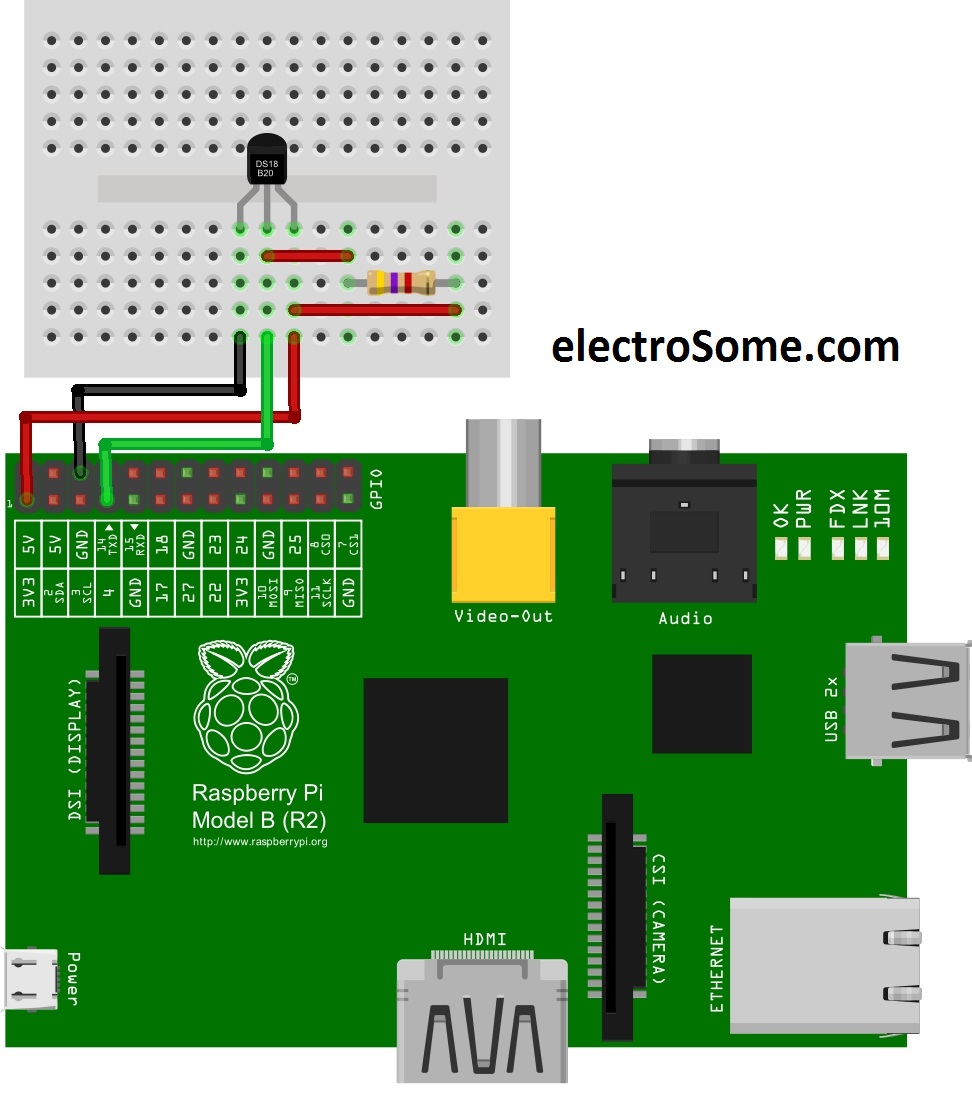 DS18
B20
electroSome.com
GPIO
1
5V 5V GND 14 TXD 15 RXD 18 GND 23 24 GND 25 8 CS0 7 CS1
3V3 2 SDA 3 SCL 4 GND 17 27 22 3V3 10 MOSI 9 MISO 11 SCLK GND
OK
PWR
FDX
LNK
10M
Video-Out
Audio
DSI (DISPLAY)
TM
Raspberry Pi
Model B (R2)
http://www.raspberrypi.org
USB 2x
CSI (CAMERA)
HDMI
ETHERNET
Power